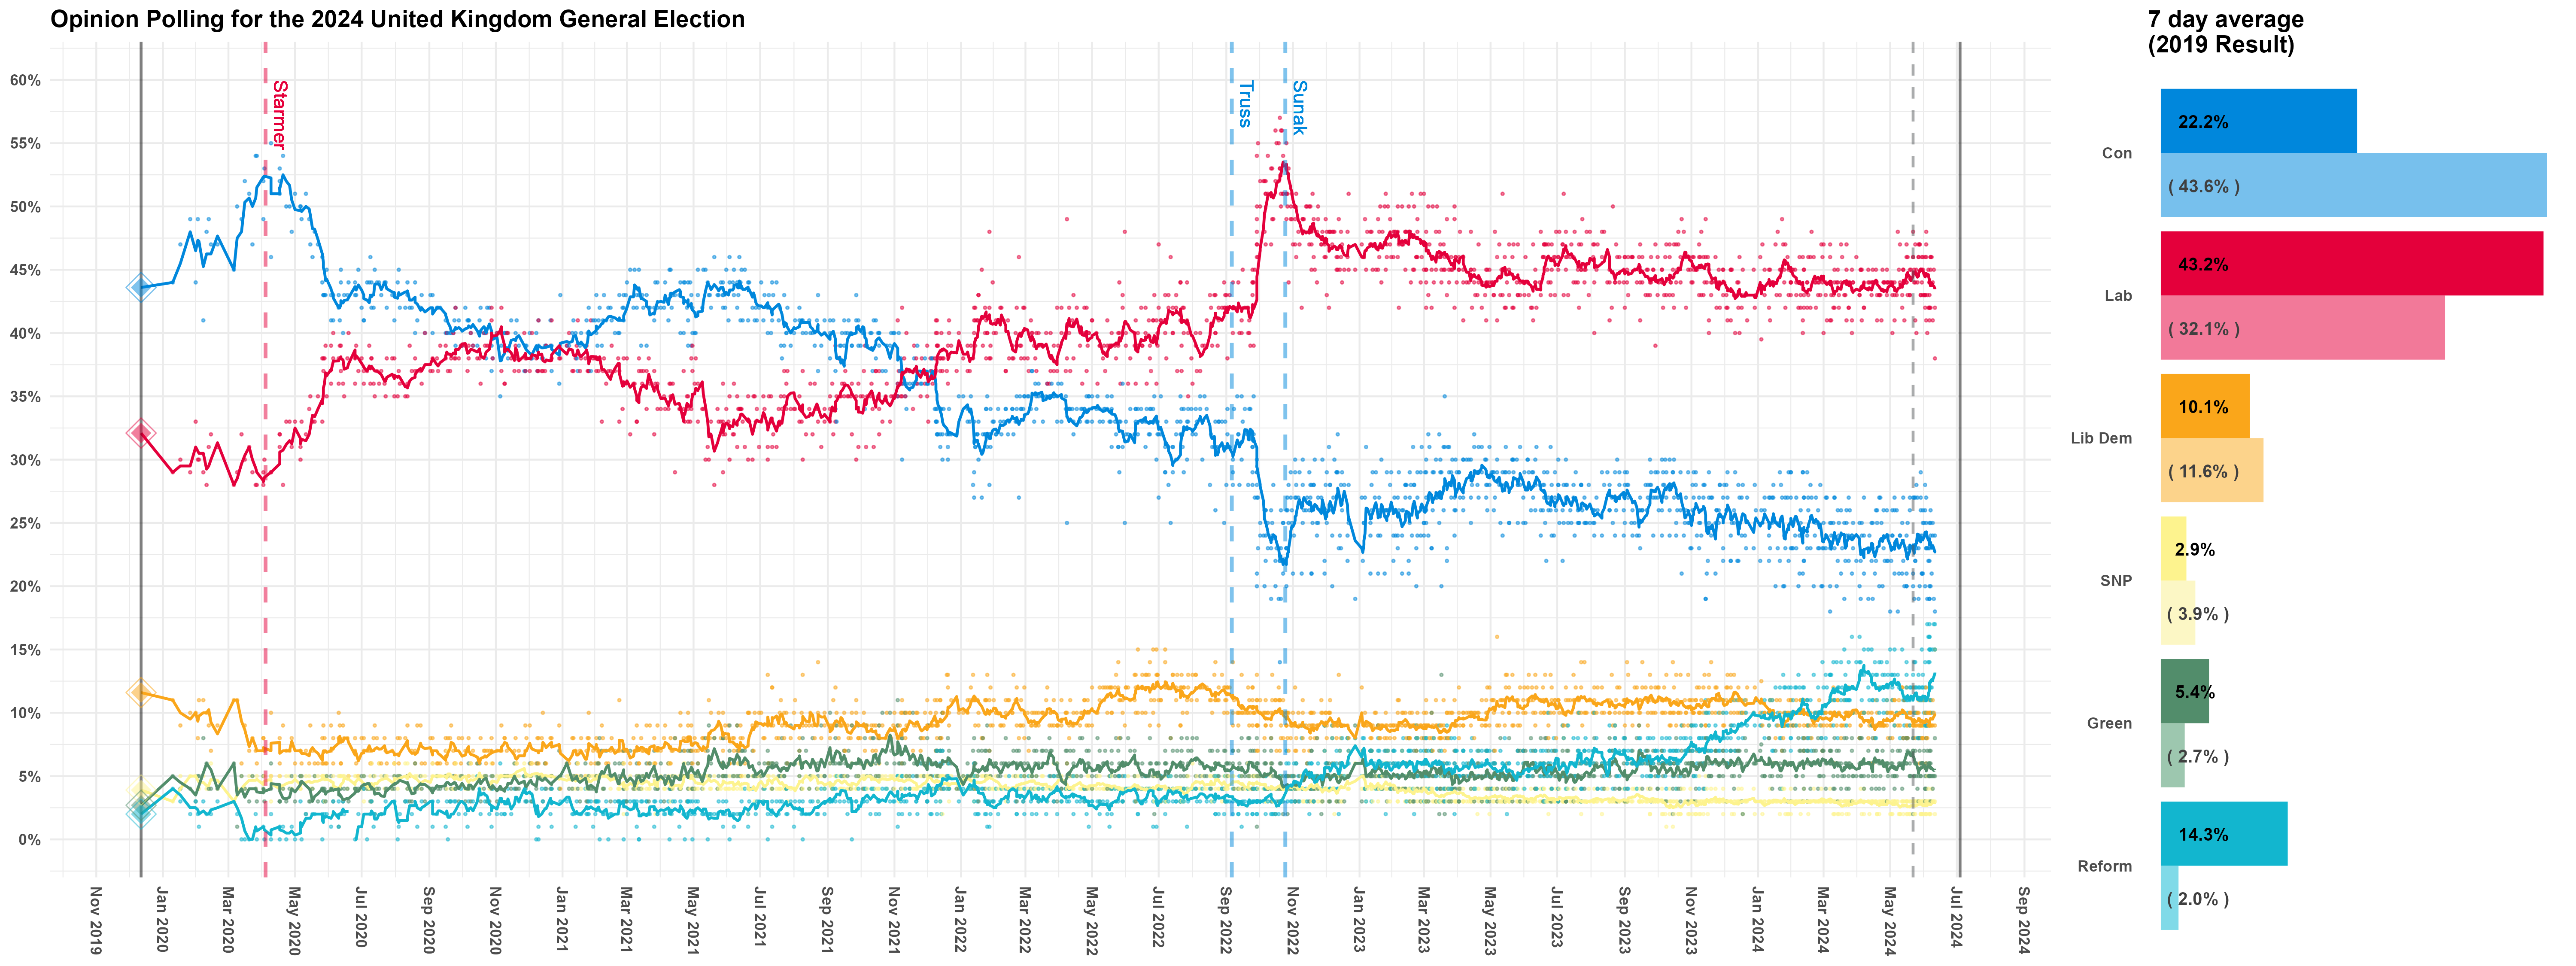 Opinion Polling for the 2024 United Kingdom General Election
7 day average
(2019 Result)
60%
55%
50%
45%
40%
35%
30%
25%
20%
15%
10%
5%
0%
Starmer
Truss
Sunak
Nov 2019
Jan 2020
Mar 2020
May 2020
Jul 2020
Sep 2020
Nov 2020
Jan 2021
Mar 2021
May 2021
Jul 2021
Sep 2021
Nov 2021
Jan 2022
Mar 2022
May 2022
Jul 2022
Sep 2022
Nov 2022
Jan 2023
Mar 2023
May 2023
Jul 2023
Sep 2023
Nov 2023
Jan 2024
Mar 2024
May 2024
Jul 2024
Sep 2024
Con
22.2%
( 43.6% )
Lab
43.2%
( 32.1% )
Lib Dem
10.1%
( 11.6% )
SNP
2.9%
( 3.9% )
Green
5.4%
( 2.7% )
Reform
14.3%
( 2.0% )